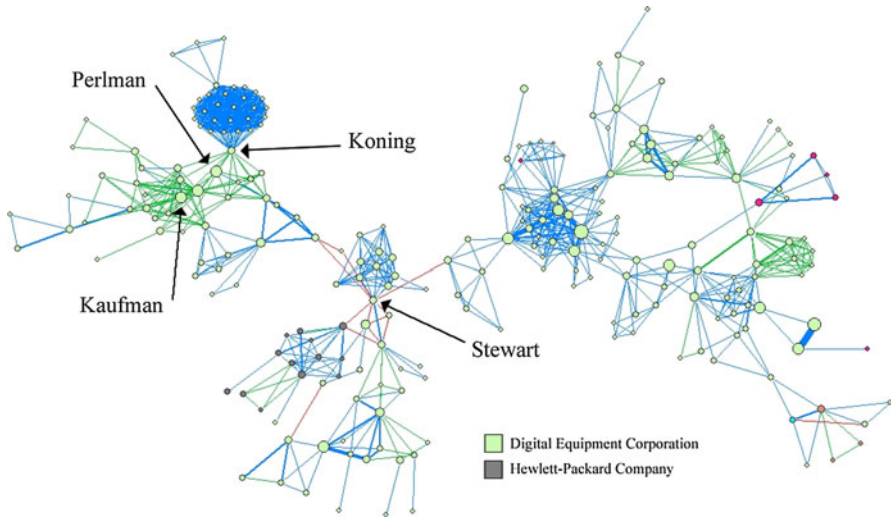 Perlman
Koning
Kaufman
Stewart
Digital Equipment Corporation
Hewlett-Packard Company